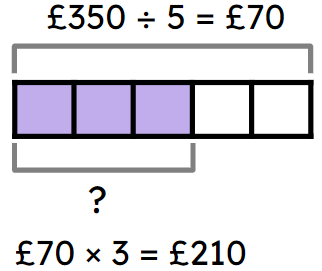 £350 ÷ 5 = £70
?
£70 × 3 = £210